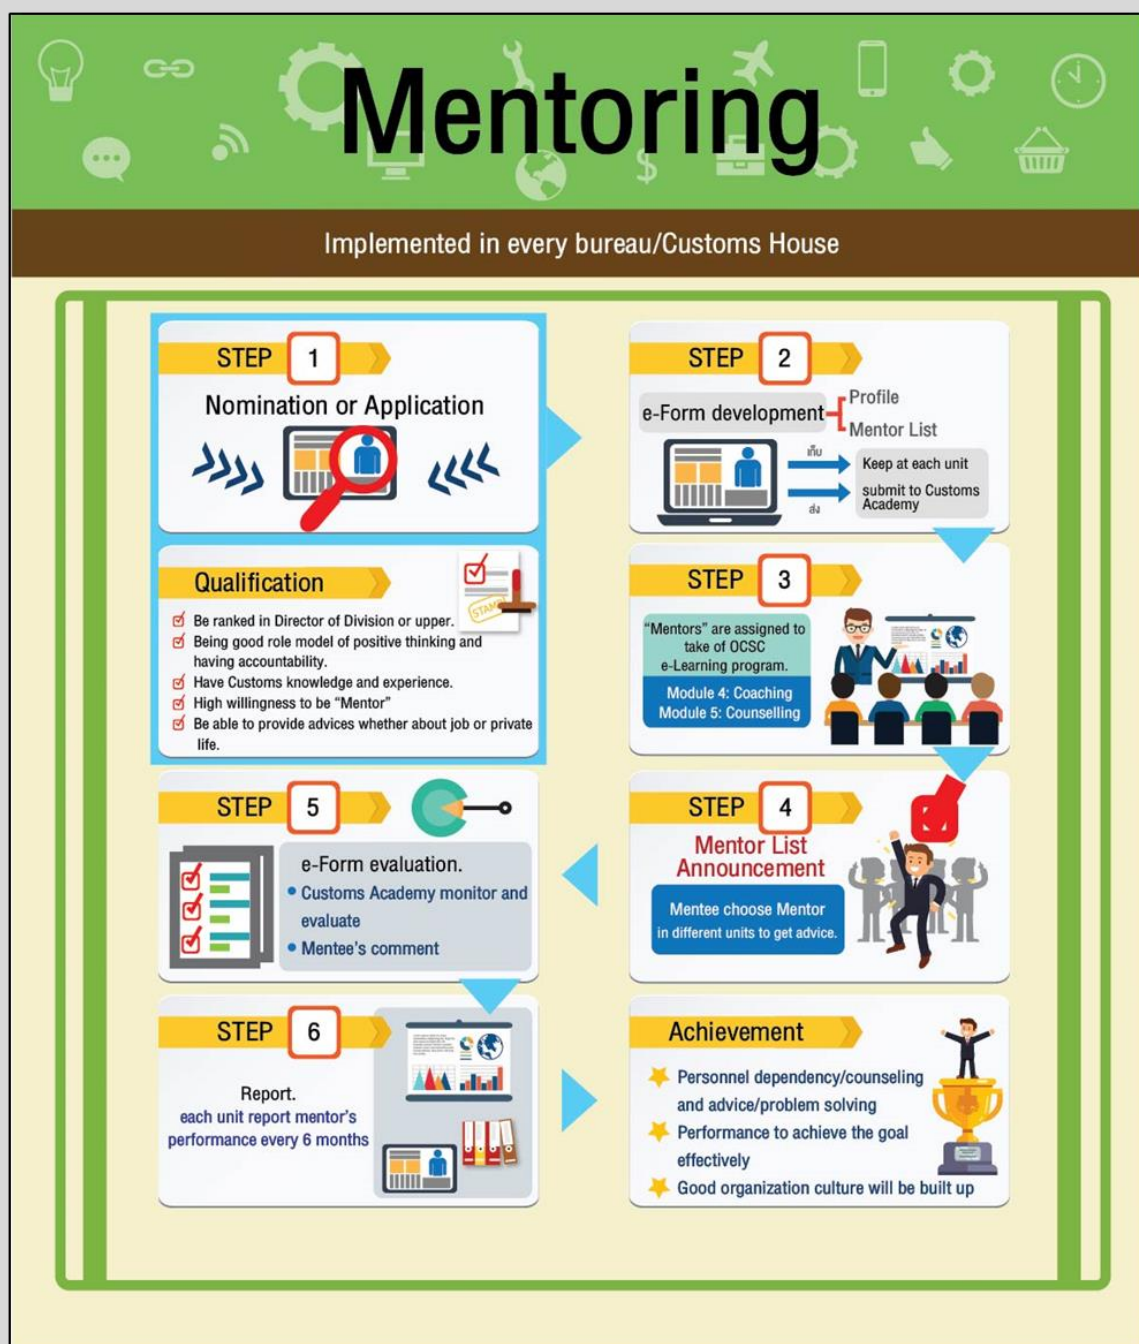 Mentoring
Implemented in every bureau/Customs House
STEP 1
Nomination or Application
Qualification
STAMP
Be ranked in Director of Division or upper.
Being good role model of positive thinking and
having accountability.
Have Customs knowledge and experience.
High willingness to be “Mentor”
Be able to provide advices whether about job or private
life.
STEP 2
e-Form development
Profile
Mentor List
เก็บ
Keep at each unit
ส่ง
submit to Customs
Academy
STEP 3
“Mentors” are assigned to
take of OCSC
e-Learning program.
Module 4: Coaching
Module 5: Counselling
STEP 4
Mentor List
Announcement
Mentee choose Mentor
in different units to get advice.
STEP 5
e-Form evaluation.
• Customs Academy monitor and
evaluate
• Mentee’s comment
STEP 6
Report.
each unit report mentor’s
performance every 6 months
Achievement
Personnel dependency/counseling
and advice/problem solving
Performance to achieve the goal
effectively
Good organization culture will be built up